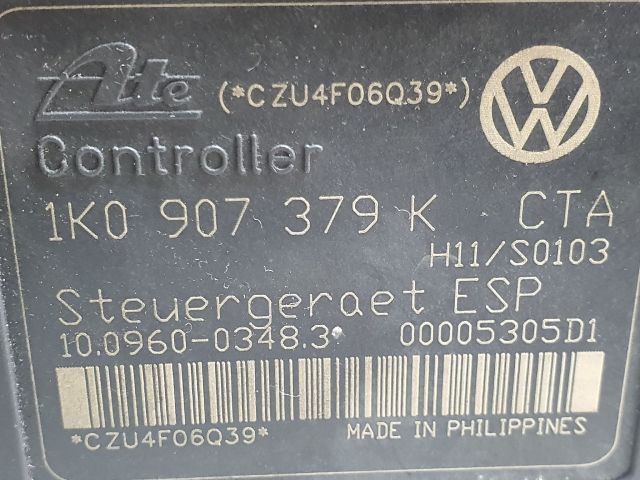 Ate (*CZU4F06Q39*)
Controller
1K0 907 379 K CTA
H11/S0103
Steuergeraet ESP
10.0960-0348.3 00005305D1
*CZU4F06Q39* MADE IN PHILIPPINES